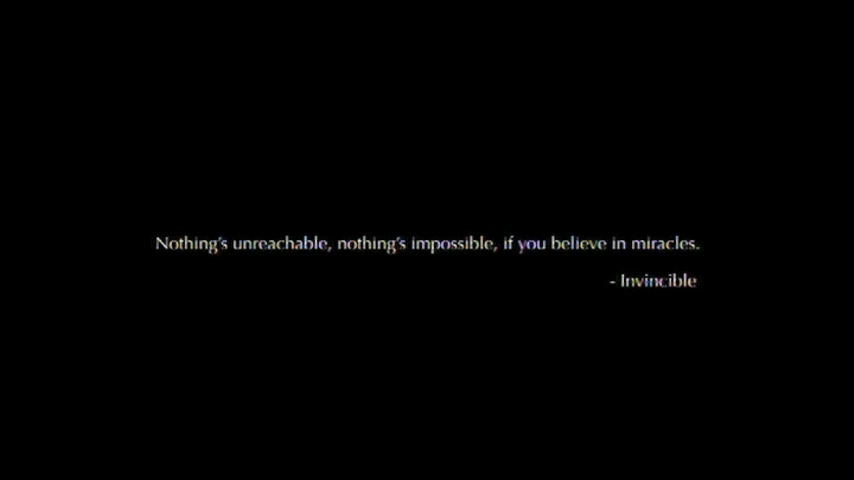 Nothing's unreachable, nothing's impossible, if you believe in miracles.
- Invincible